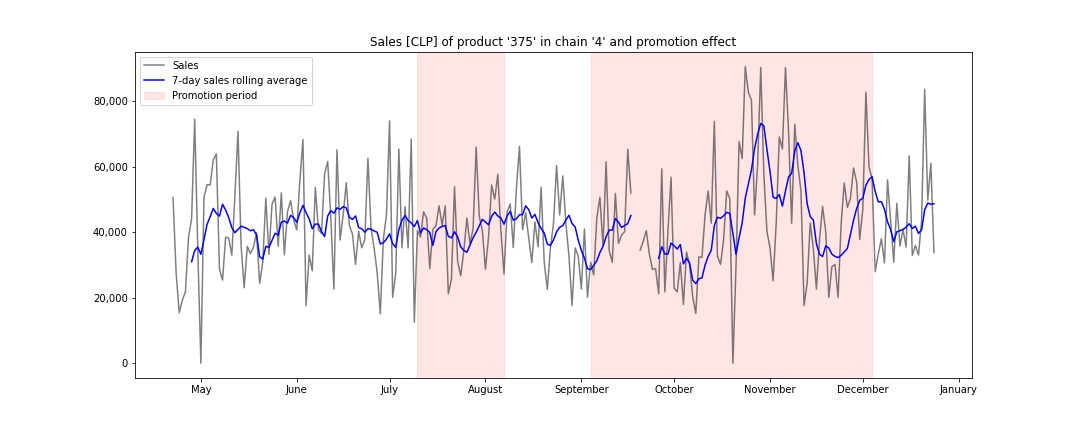 Sales [CLP] of product '375' in chain '4' and promotion effect
Sales
7-day sales rolling average
Promotion period
80,000
60,000
40,000
20,000
0
May June July August September October November December January